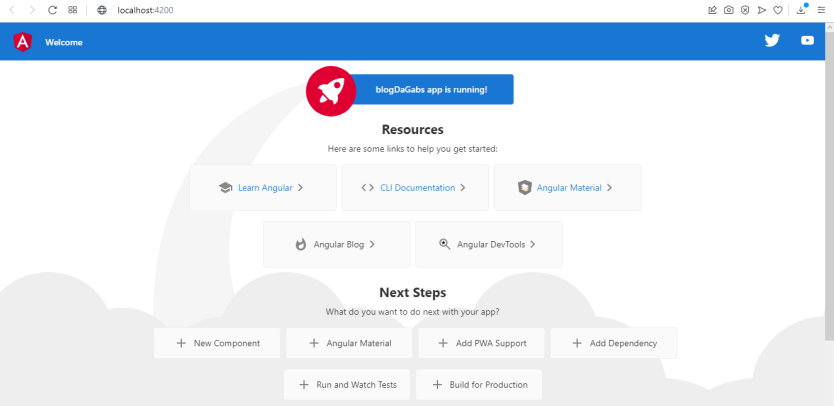 localhost:4200
A Welcome
blogDaGabs app is running!
Resources
Here are some links to help you get started:
Learn Angular
CLI Documentation
Angular Material
Angular Blog
Angular DevTools
Next Steps
What do you want to do next with your app?
New Component
Angular Material
Add PWA Support
Add Dependency
Run and Watch Tests
Build for Production